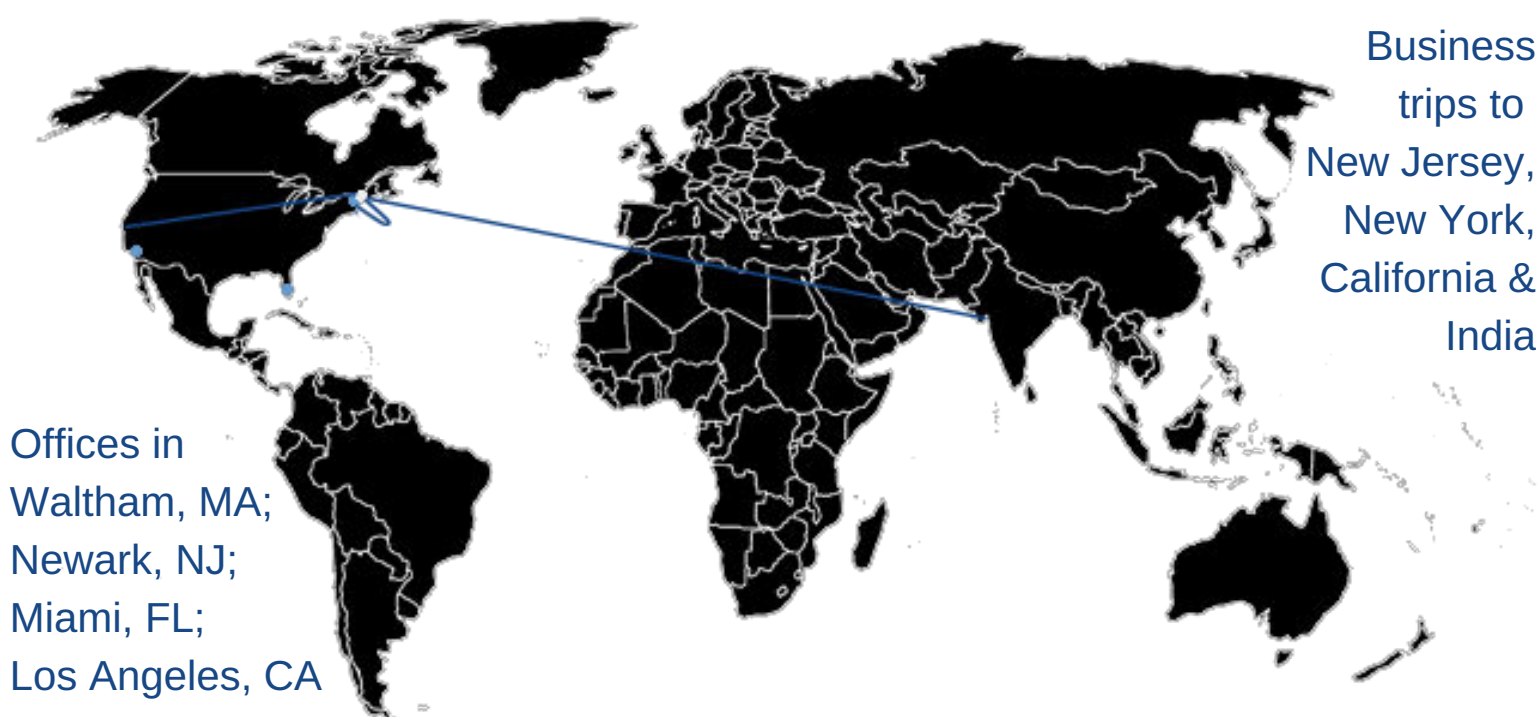 Business
trips to
New Jersey,
New York,
California &
India
Offices in
Waltham, MA;
Newark, NJ;
Miami, FL;
Los Angeles, CA